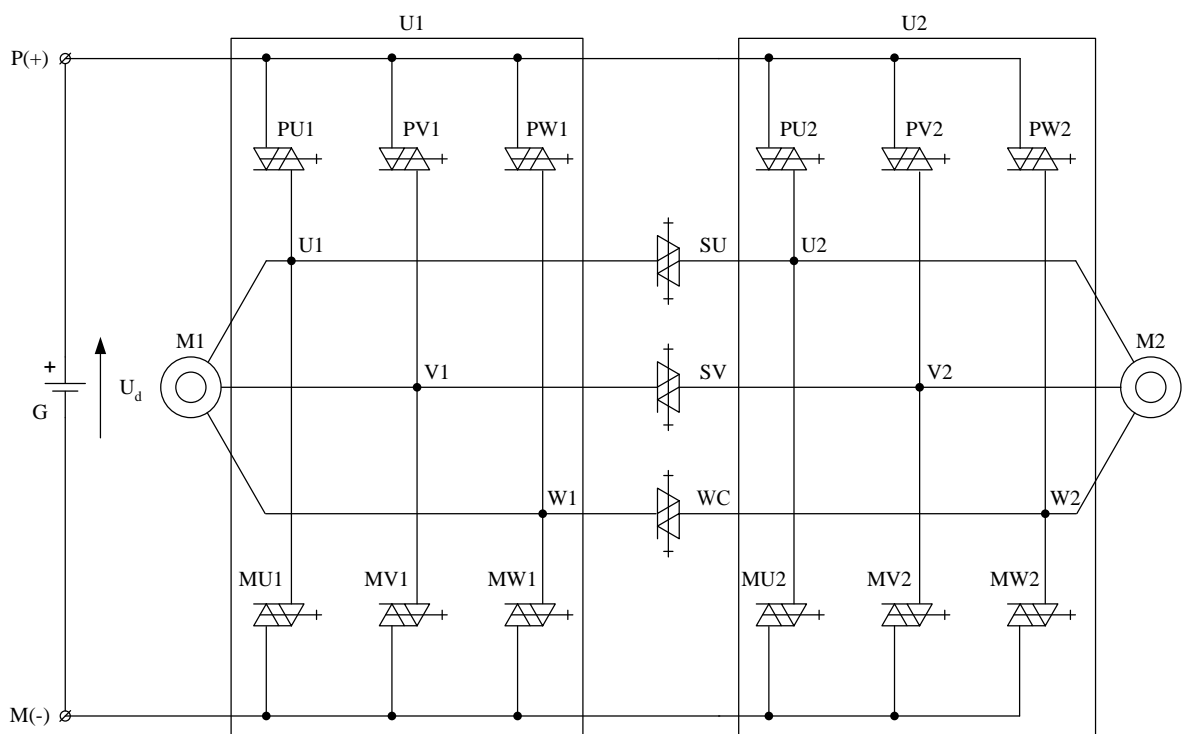 U1 U2
P(+)
PU1 PV1 PW1 PU2 PV2 PW2
U1 SU U2
M1 M2
+
V1 SV V2
G U_d
W1 WC W2
MU1 MV1 MW1 MU2 MV2 MW2
M(-)